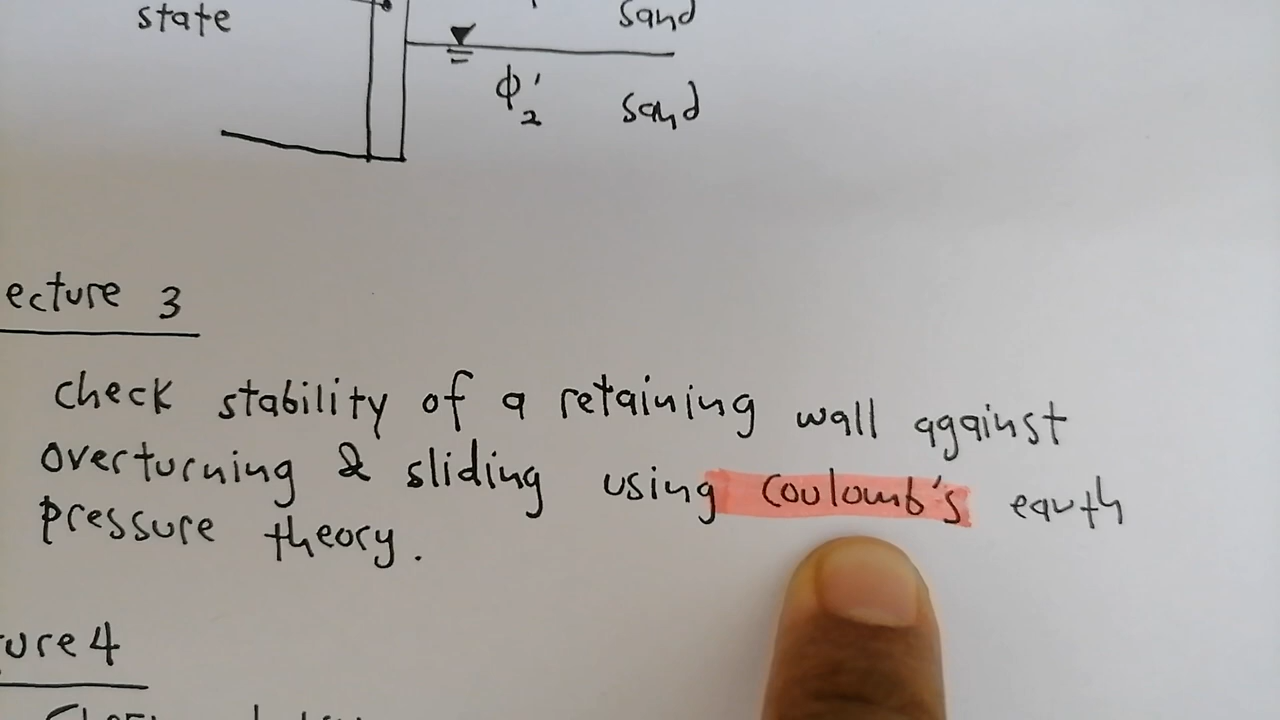 state
sand
ϕ'₂ sand
ecture 3
check stability of a retaining wall against
overturning & sliding using coulomb's earth
pressure theory.
ure 4